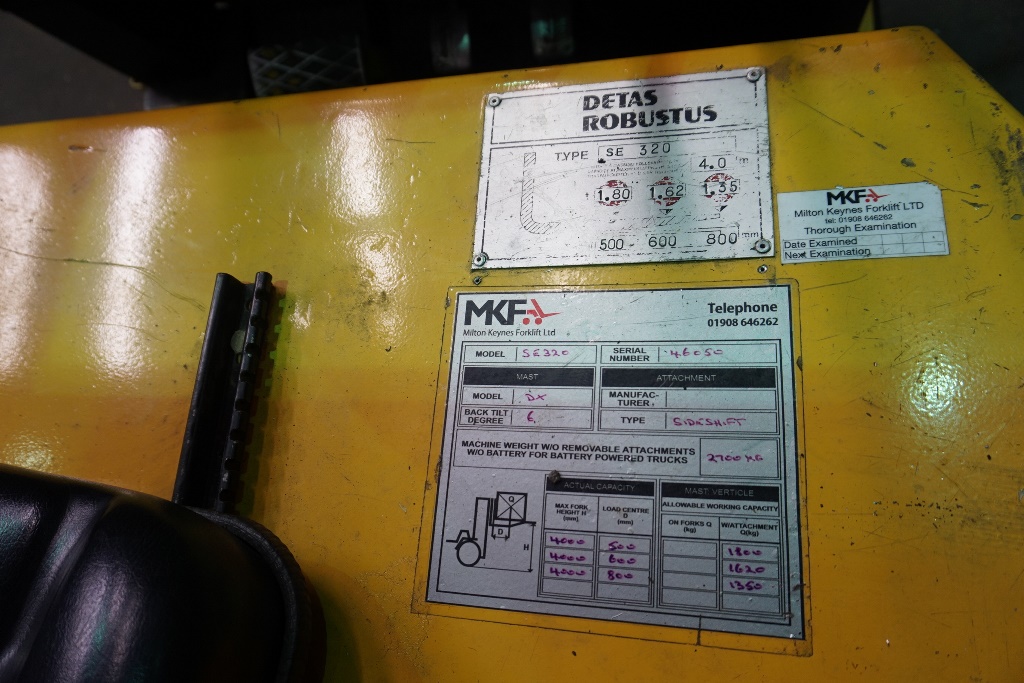 DETAS
ROBUSTUS
TYPE SE 320
4.0 m
1.80 1.62 1.35
500 - 600 800 mm
MKF
Milton Keynes Forklift LTD
tel: 01908 646262
Thorough Examination
Date Examined
Next Examination
MKF
Milton Keynes Forklift Ltd
Telephone
01908 646262
MODEL SE320
SERIAL NUMBER 46050
MAST
ATTACHMENT
MODEL DX
MANUFAC-
TURER
BACK TILT
DEGREE 6
TYPE SIDESHIFT
MACHINE WEIGHT W/O REMOVABLE ATTACHMENTS
W/O BATTERY FOR BATTERY POWERED TRUCKS 2700 KG
ACTUAL CAPACITY
MAST VERTICLE
ALLOWABLE WORKING CAPACITY
MAX FORK
HEIGHT H
(mm)
LOAD CENTRE
D
(mm)
ON FORKS Q
(kg)
W/ATTACHMENT
Q(kg)
4000 500 1800
4000 600 1620
4000 800 1350
Q
D
H